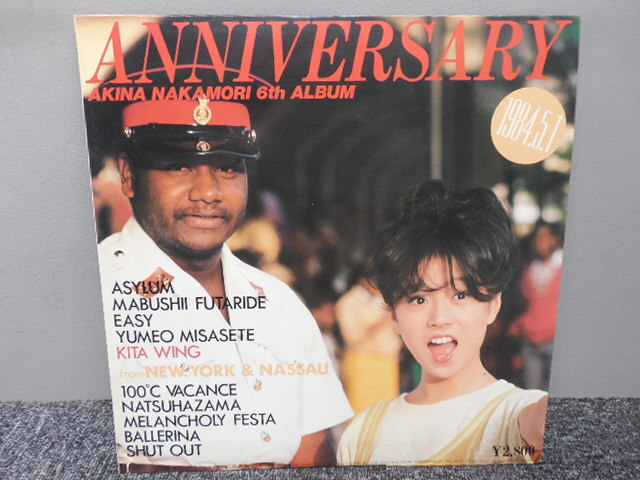 ANNIVERSARY
AKINA NAKAMORI 6th ALBUM
1984.5.1
ASYLUM
MABUSHII FUTARIDE
EASY
YUMEO MISASETE
KITA WING
from NEW YORK & NASSAU
100°C VACANCE
NATSUHAZAMA
MELANCHOLY FESTA
BALLERINA
SHUT OUT
¥2,800